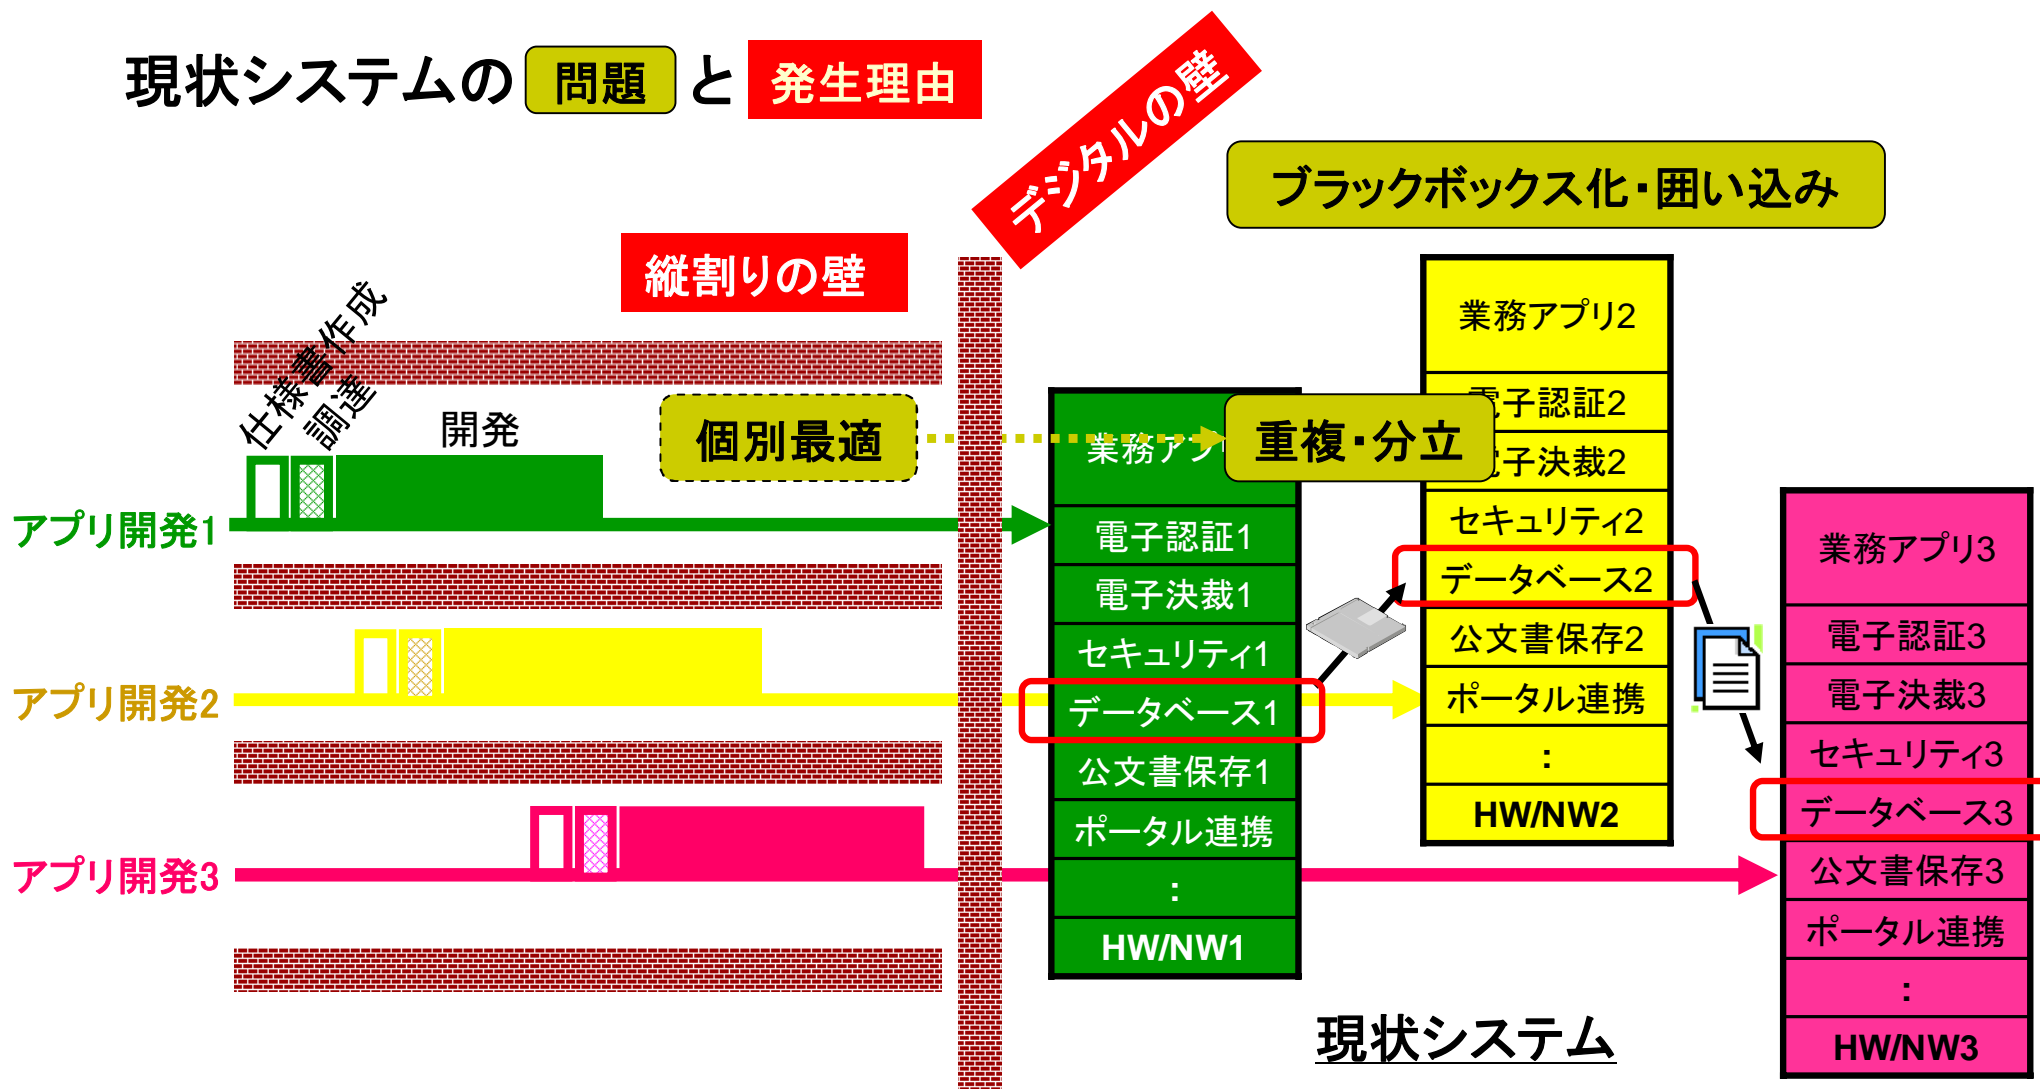 現状システムの 問題 と 発生理由
デジタルの壁
ブラックボックス化・囲い込み
縦割りの壁
仕様書作成
調達
開発
個別最適
重複・分立
アプリ開発1
アプリ開発2
アプリ開発3
業務アプ
電子認証1
電子決裁1
セキュリティ1
データベース1
公文書保存1
ポータル連携
:
HW/NW1
業務アプリ2
電子認証2
電子決裁2
セキュリティ2
データベース2
公文書保存2
ポータル連携
:
HW/NW2
業務アプリ3
電子認証3
電子決裁3
セキュリティ3
データベース3
公文書保存3
ポータル連携
:
HW/NW3
現状システム